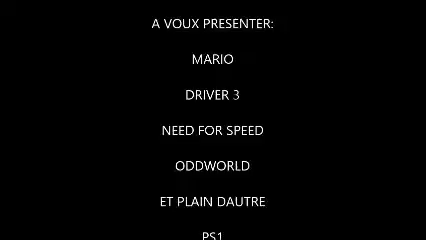 A VOUX PRESENTER:
MARIO
DRIVER 3
NEED FOR SPEED
ODDWORLD
ET PLAIN DAUTRE
PS1